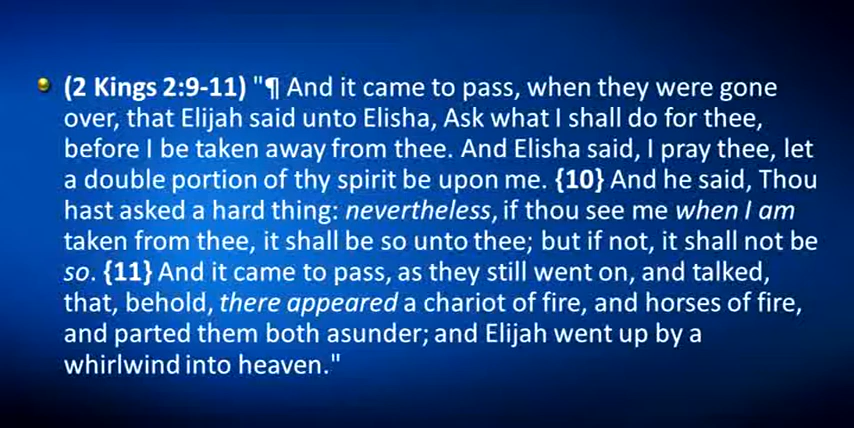 (2 Kings 2:9-11) "¶ And it came to pass, when they were gone
over, that Elijah said unto Elisha, Ask what I shall do for thee,
before I be taken away from thee. And Elisha said, I pray thee, let
a double portion of thy spirit be upon me. {10} And he said, Thou
hast asked a hard thing: nevertheless, if thou see me when I am
taken from thee, it shall be so unto thee; but if not, it shall not be
so. {11} And it came to pass, as they still went on, and talked,
that, behold, there appeared a chariot of fire, and horses of fire,
and parted them both asunder; and Elijah went up by a
whirlwind into heaven."